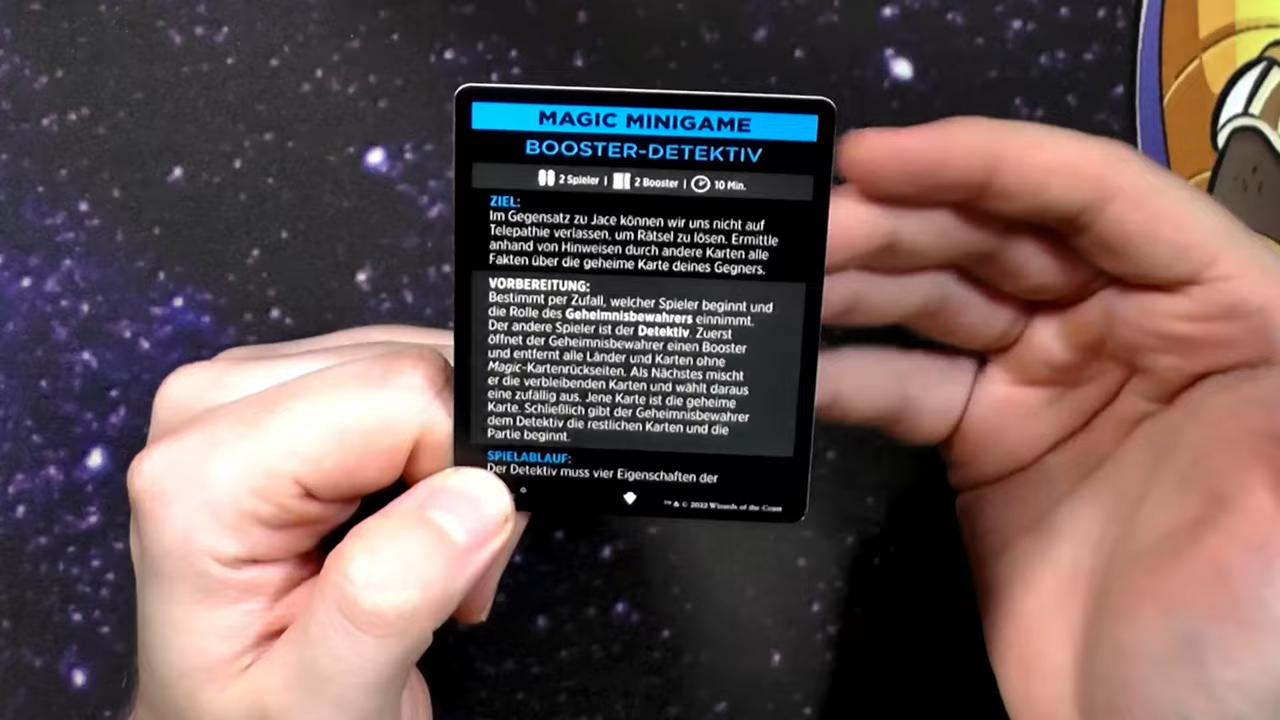 MAGIC MINIGAME
BOOSTER-DETEKTIV
2 Spieler | 2 Booster | 10 Min.
ZIEL:
Im Gegensatz zu Jace können wir uns nicht auf
Telepathie verlassen, um Rätsel zu lösen. Ermittle
anhand von Hinweisen durch andere Karten alle
Fakten über die geheime Karte deines Gegners.
VORBEREITUNG:
Bestimmt per Zufall, welcher Spieler beginnt und
die Rolle des Geheimnisbewahrers einnimmt.
Der andere Spieler ist der Detektiv. Zuerst
öffnet der Geheimnisbewahrer einen Booster
und entfernt alle Länder und Karten ohne
Magic-Kartenrückseiten. Als Nächstes mischt
er die verbleibenden Karten und wählt daraus
eine zufällig aus. Jene Karte ist die geheime
Karte. Schließlich gibt der Geheimnisbewahrer
dem Detektiv die restlichen Karten und die
Partie beginnt.
SPIELABLAUF:
Der Detektiv muss vier Eigenschaften der
™ & © 2022 Wizards of the Coast